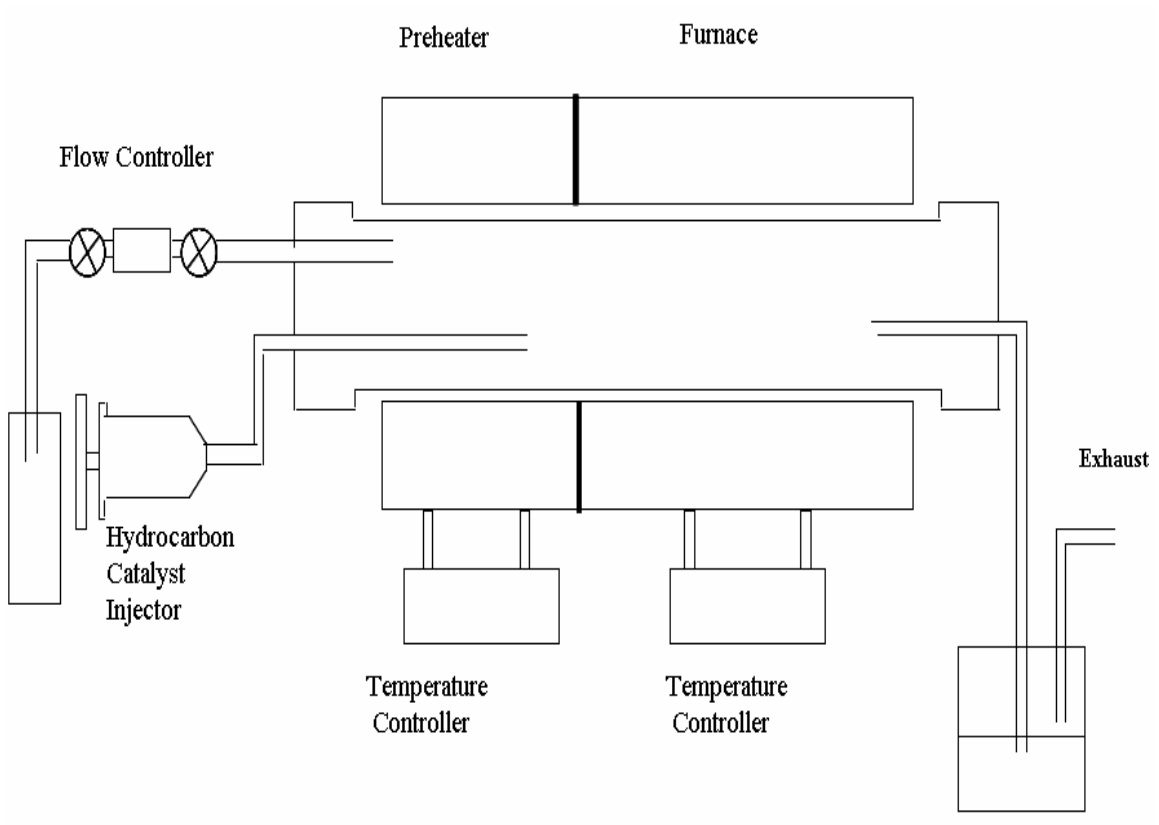 Preheater
Furnace
Flow Controller
Exhaust
Hydrocarbon
Catalyst
Injector
Temperature
Controller
Temperature
Controller